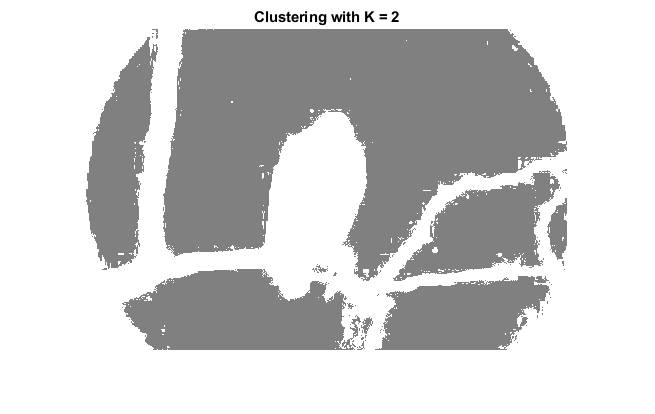 Clustering with K = 2